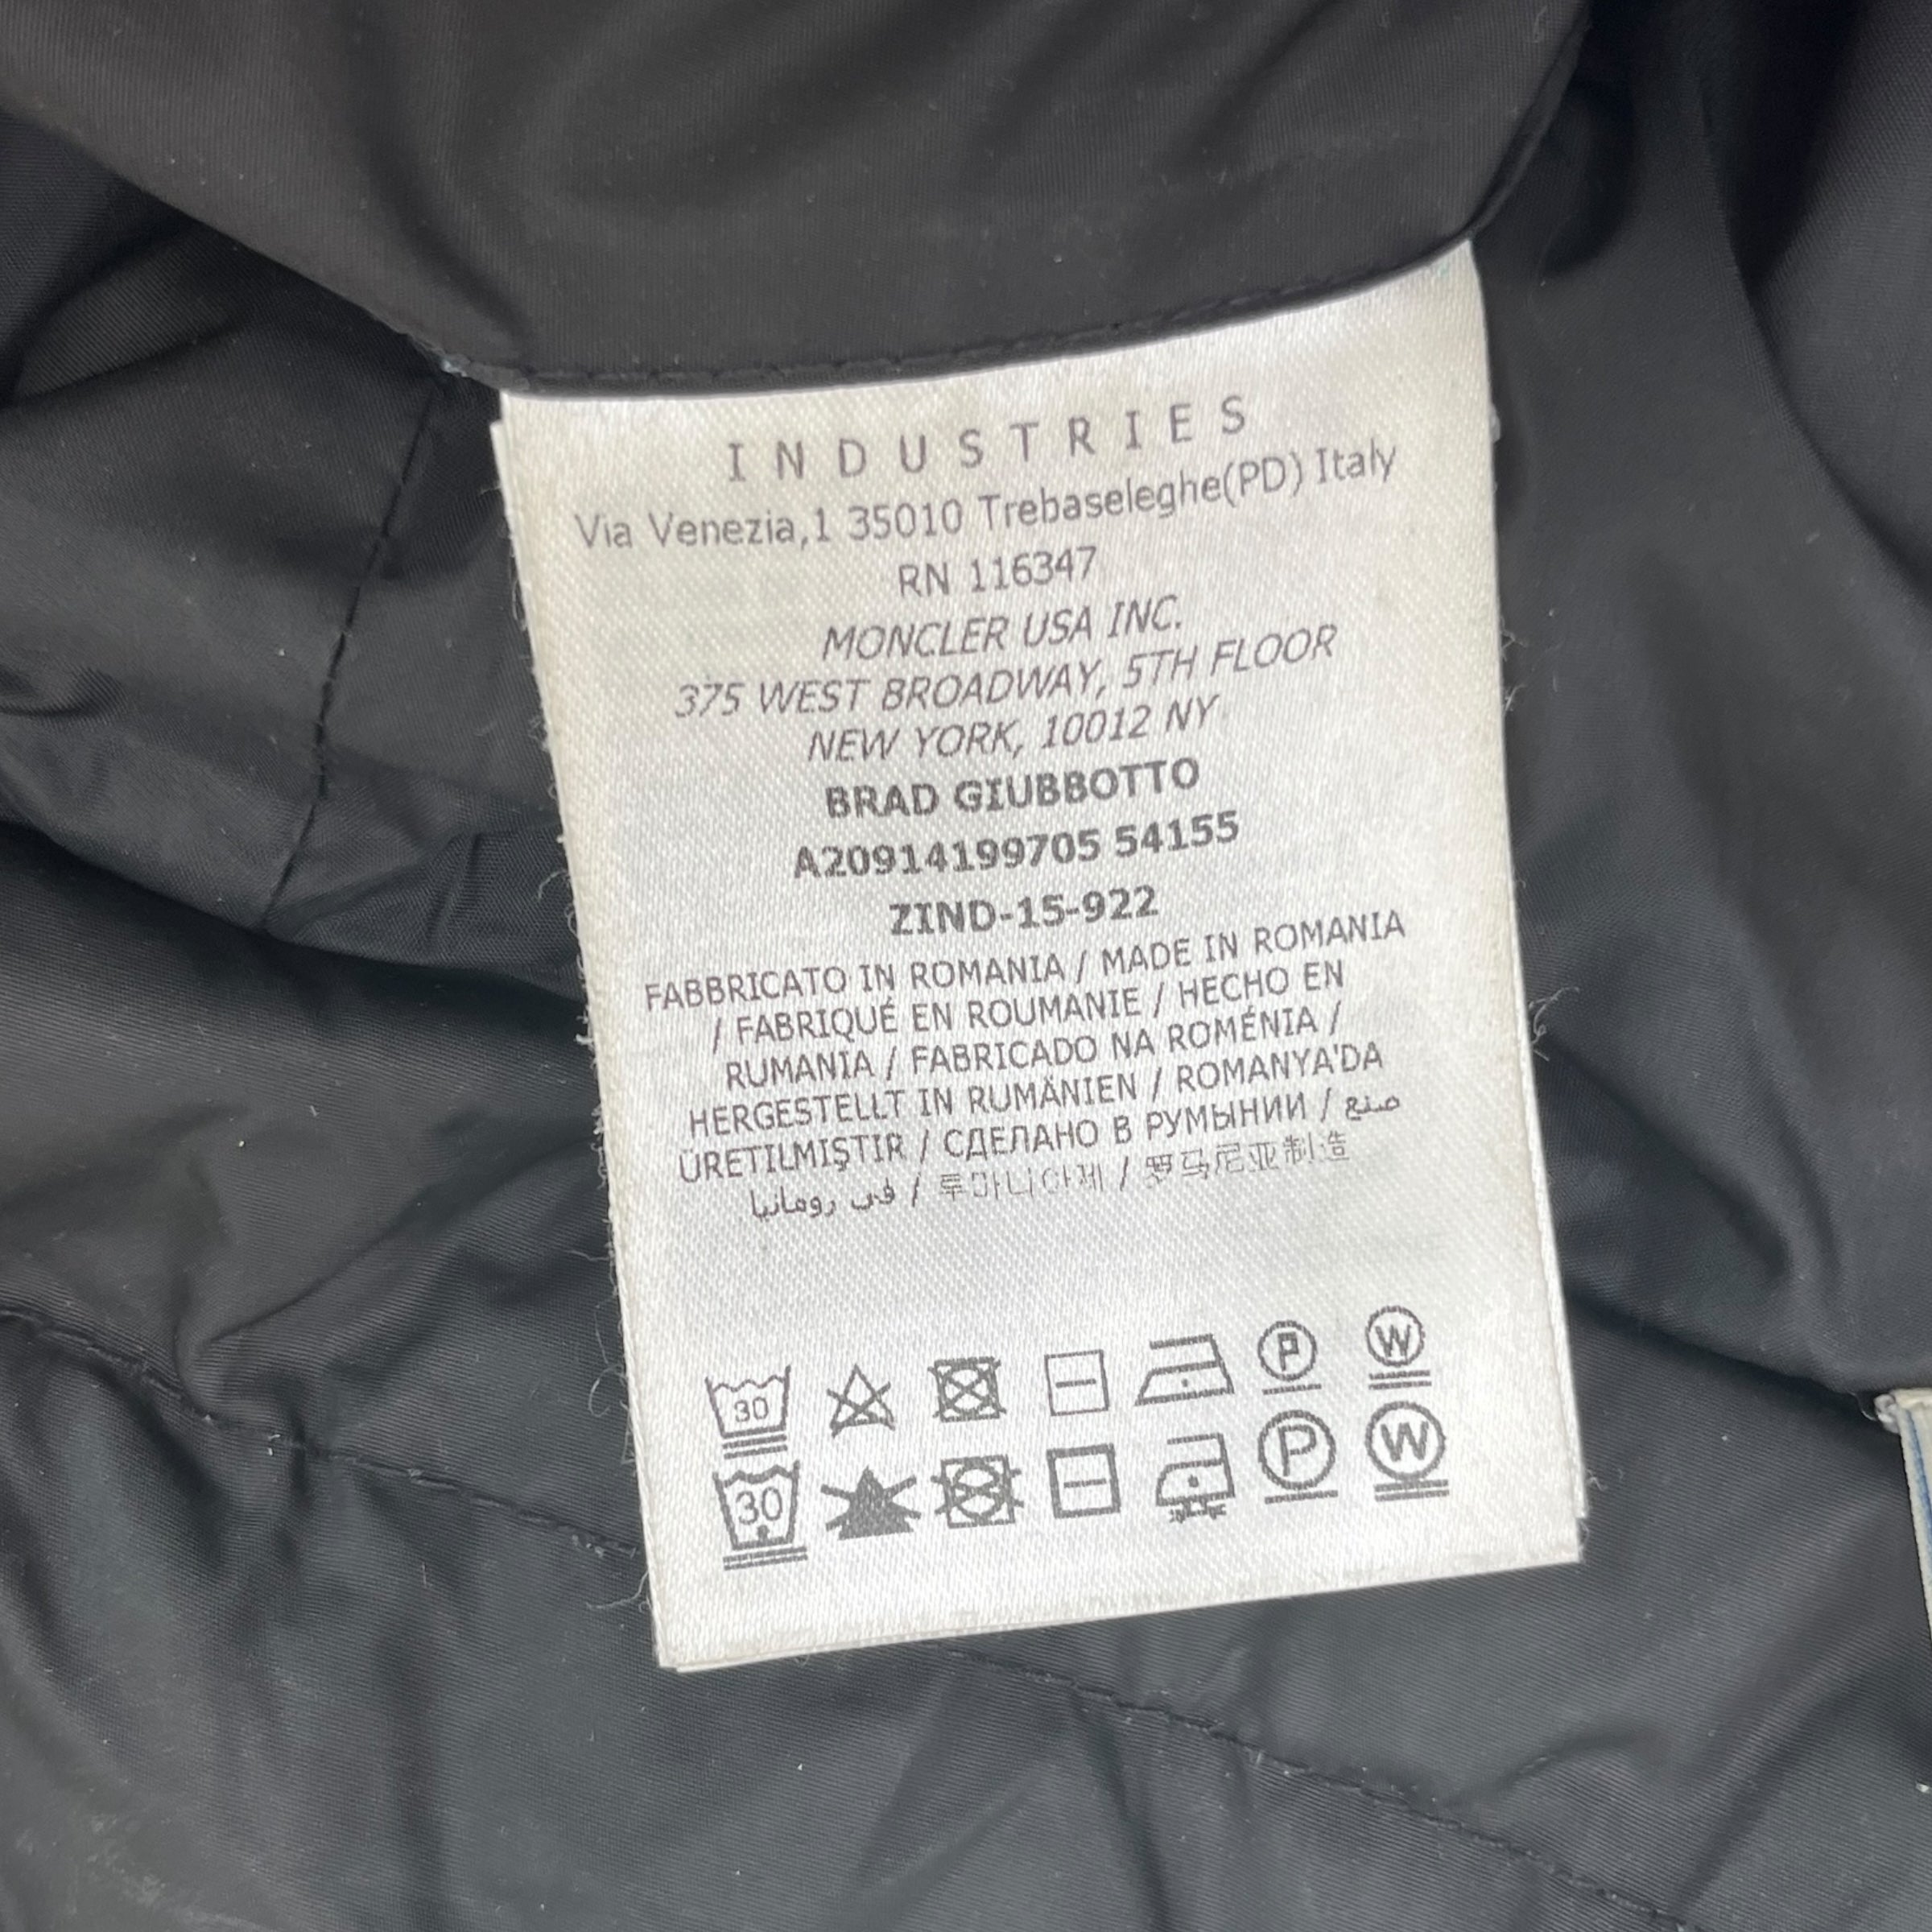 INDUSTRIES
Via Venezia,1 35010 Trebaseleghe(PD) Italy
RN 116347
MONCLER USA INC.
375 WEST BROADWAY, 5TH FLOOR
NEW YORK, 10012 NY
BRAD GIUBBOTTO
A20914199705 54155
ZIND-15-922
FABBRICATO IN ROMANIA / MADE IN ROMANIA
/ FABRIQUÉ EN ROUMANIE / HECHO EN
RUMANIA / FABRICADO NA ROMÉNIA /
HERGESTELLT IN RUMÄNIEN / ROMANYA'DA
ÜRETILMIŞTIR / СДЕЛАНО В РУМЫНИИ / صنع
في رومانيا / 루마니아제 / 罗马尼亚制造
30 P W
30 P W